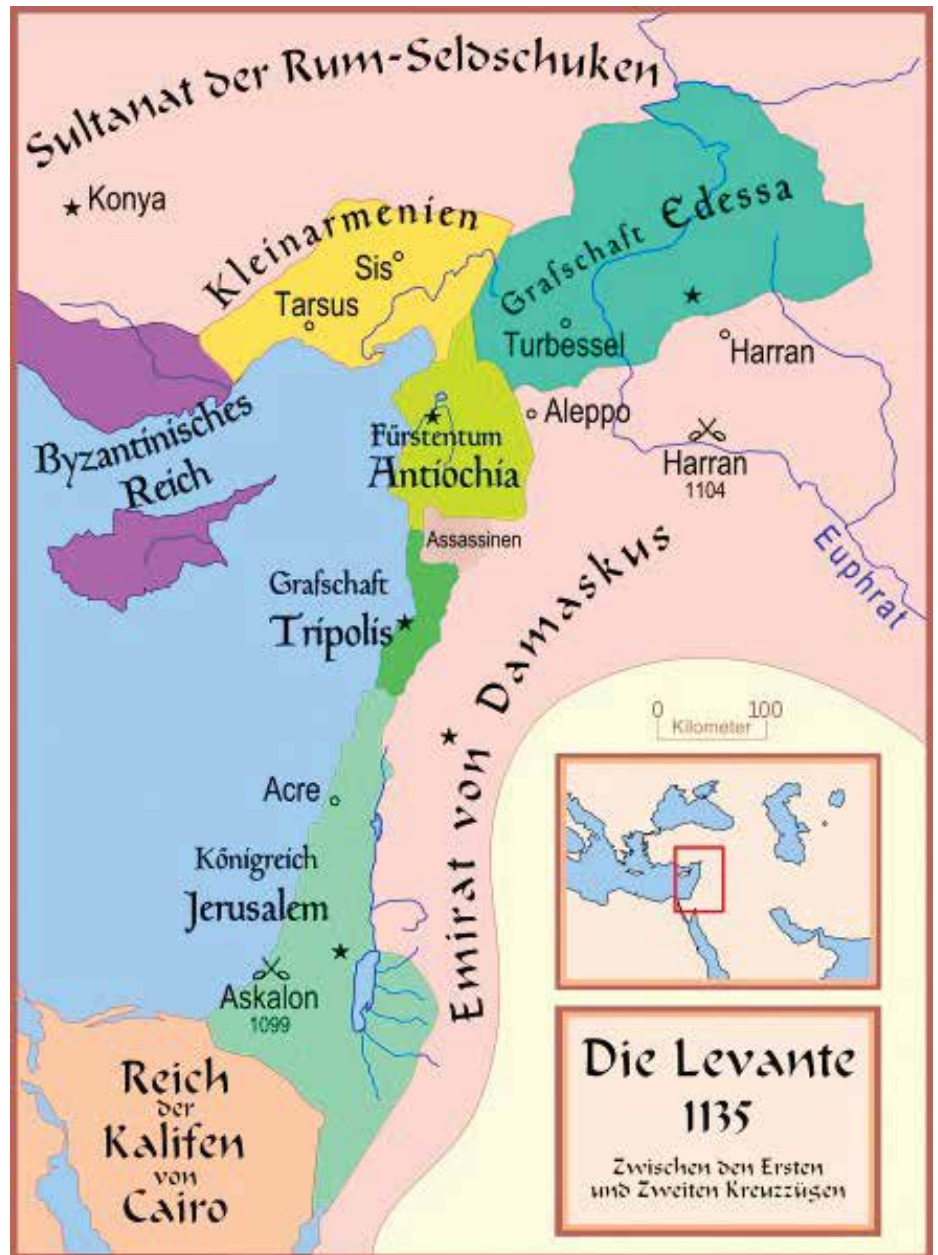 Sultanat der Rum-Seldschuken
Konya
Kleinarmenien
Sis
Tarsus
Grafschaft Edessa
Turbessel
Harran
Aleppo
Harran
1104
Byzantinisches
Reich
Fürstentum
Antiochia
Assassinen
Euphrat
Grafschaft
Tripolis
Emirat von Damaskus
0 100
Kilometer
Acre
Königreich
Jerusalem
Askalon
1099
Reich
der
Kalifen
von
Cairo
Die Levante
1135
Zwischen den Ersten
und Zweiten Kreuzzügen